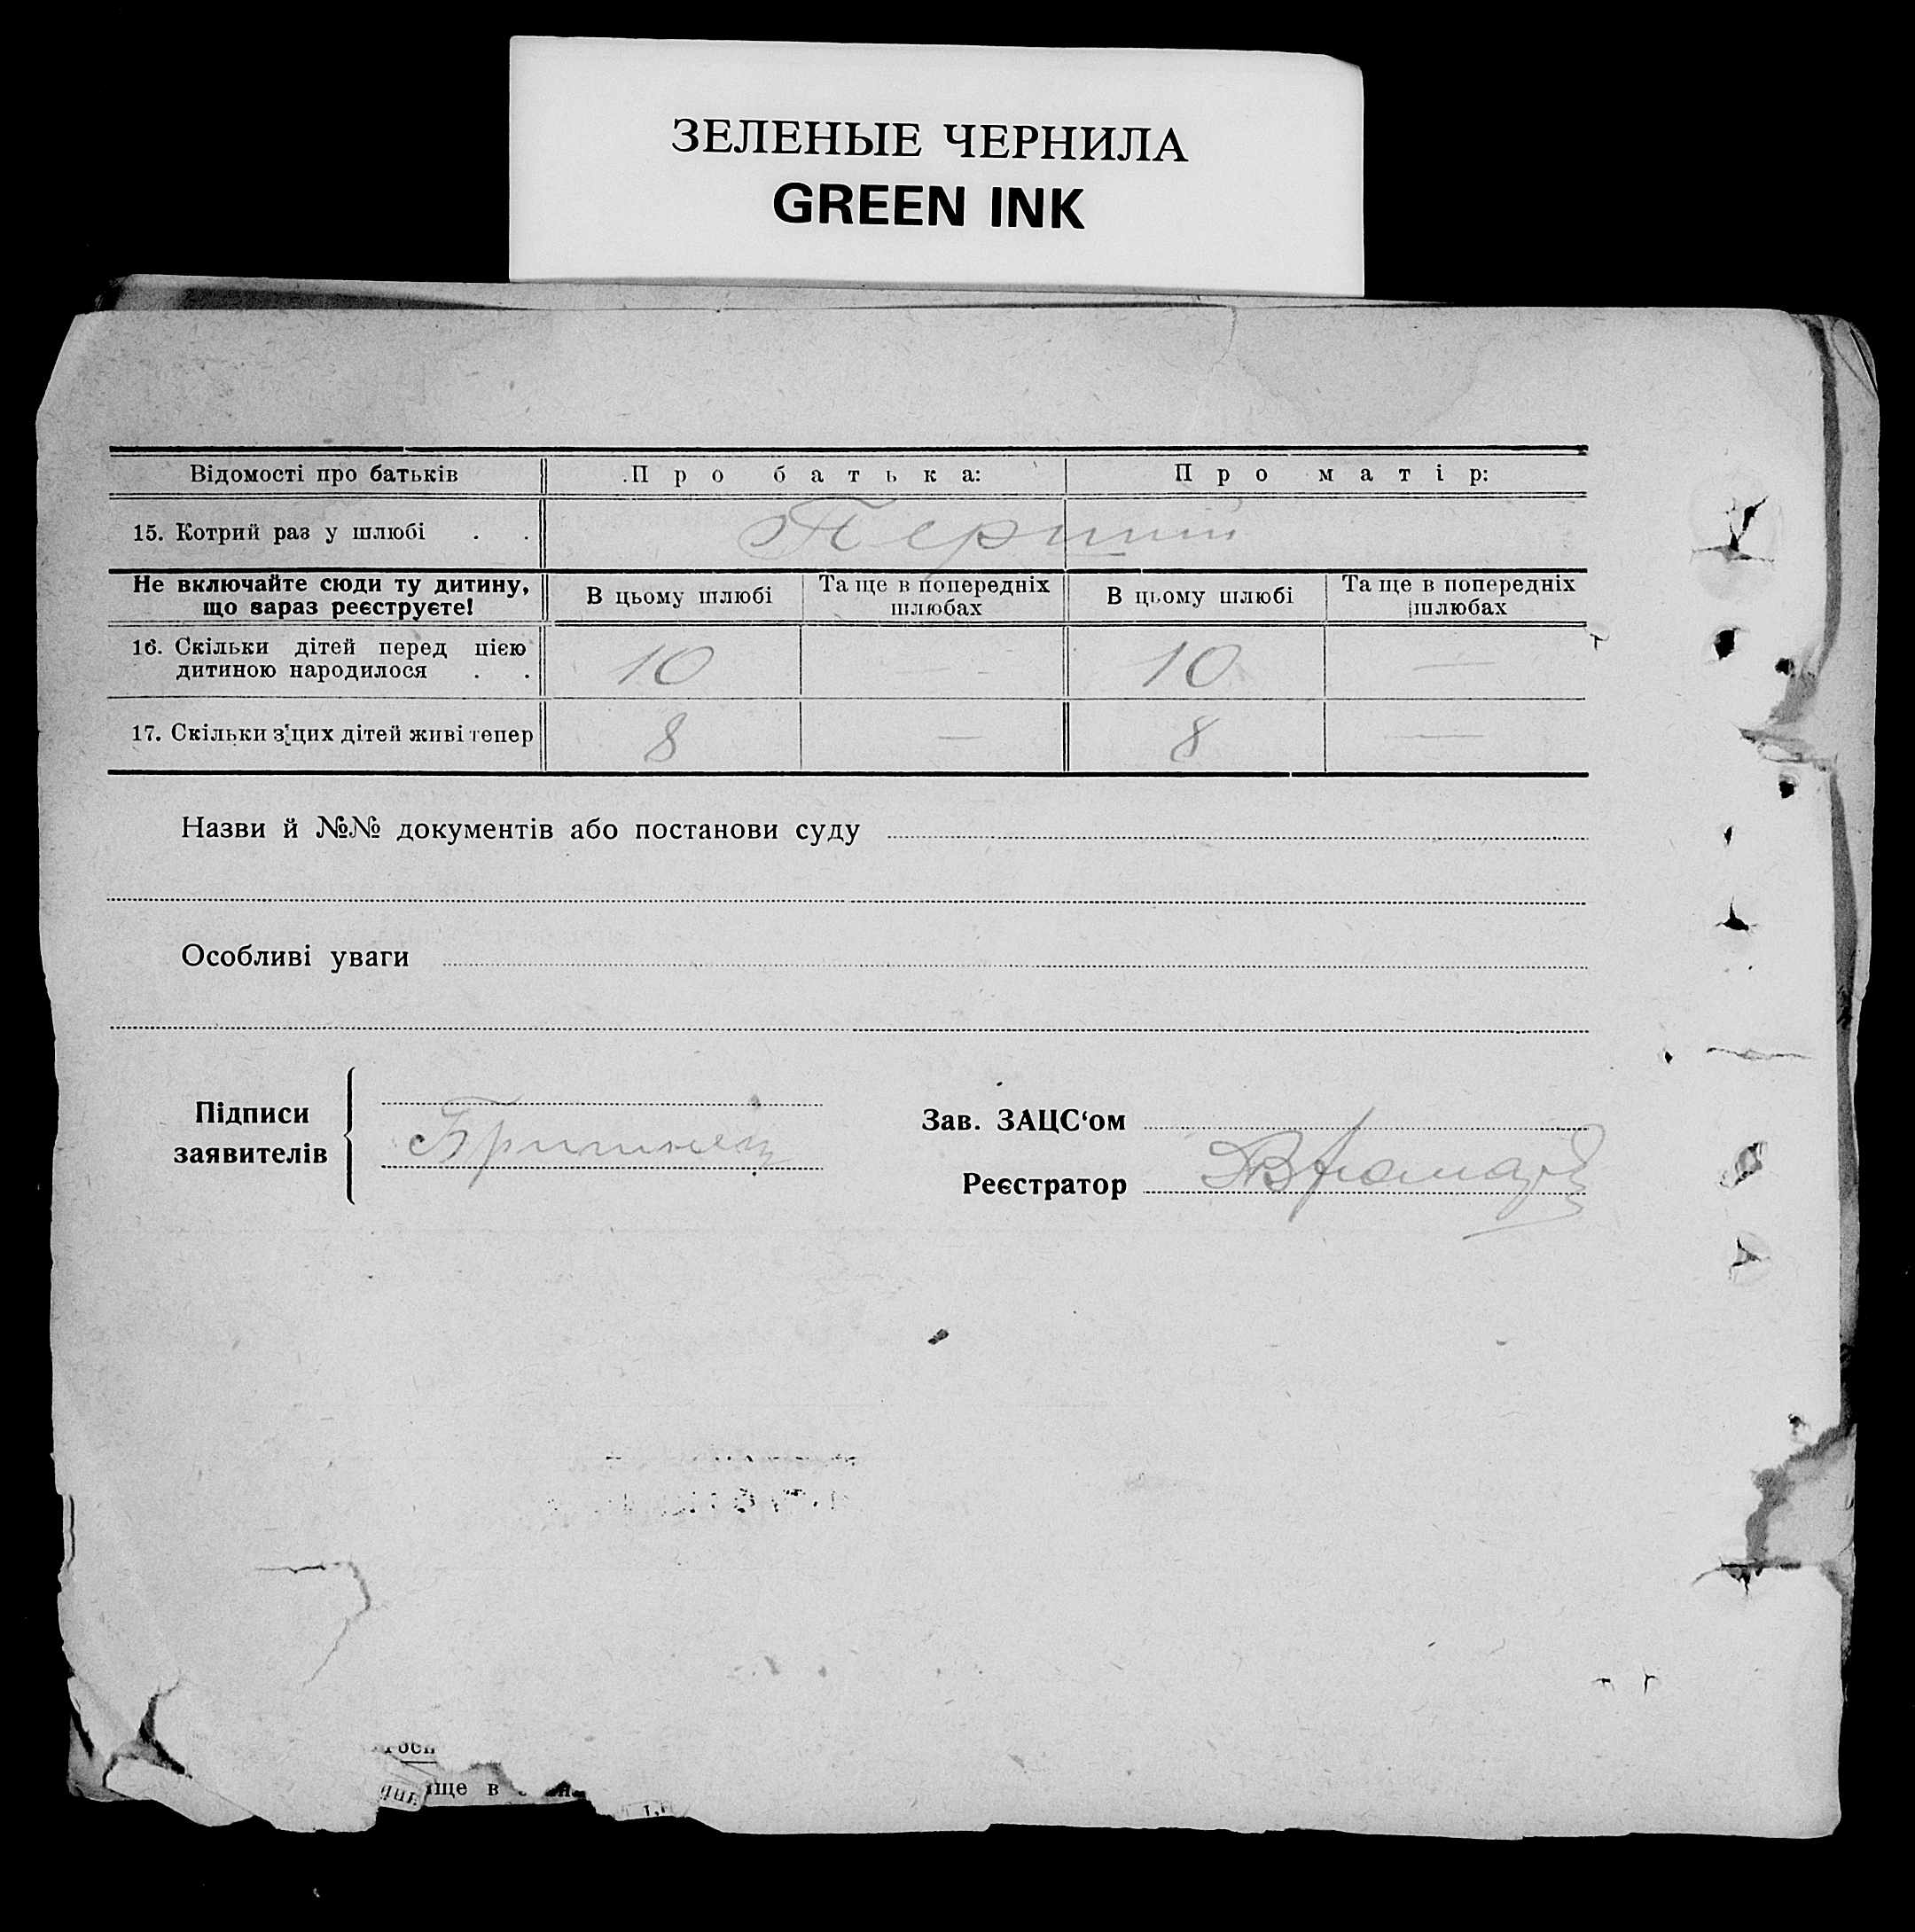 ЗЕЛЕНЫЕ ЧЕРНИЛА
GREEN INK
Відомості про батьків Про батька: Про матір:
15. Котрий раз у шлюбі . . Перший
Не включайте сюди ту дитину, що зараз реєструєте! В цьому шлюбі Та ще в попередніх шлюбах В цьому шлюбі Та ще в попередніх шлюбах
16. Скільки дітей перед цією дитиною народилося . . 10 — 10 —
17. Скільки з цих дітей живі тепер 8 — 8 —
Назви й №№ документів або постанови суду
Особливі уваги
Підписи заявителів
Зав. ЗАЦС‘ом
Реєстратор
ще в